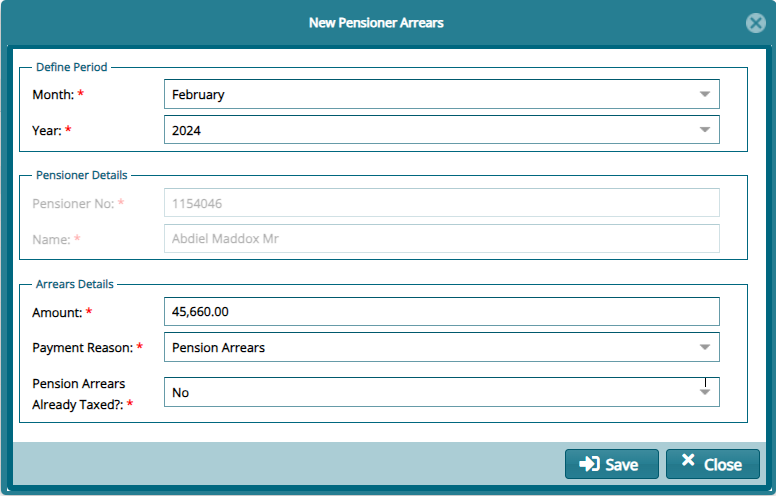 New Pensioner Arrears
Define Period
Month: * February
Year: * 2024
Pensioner Details
Pensioner No: * 1154046
Name: * Abdiel Maddox Mr
Arrears Details
Amount: * 45,660.00
Payment Reason: * Pension Arrears
Pension Arrears
Already Taxed?: * No
Save Close